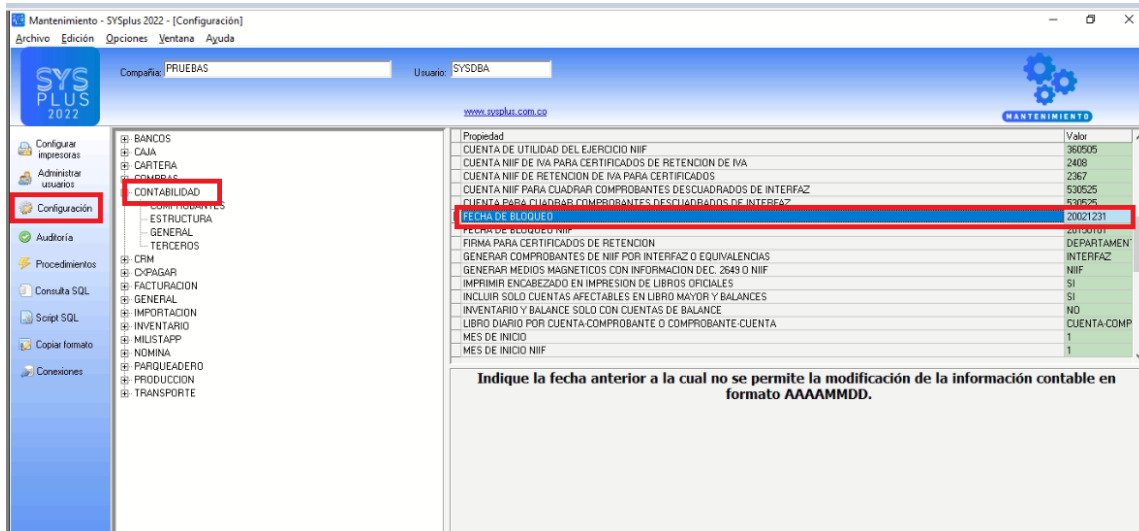 Mantenimiento - SYSplus 2022 - [Configuración]
Archivo Edición Opciones Ventana Ayuda
SYS
PLUS
2022
Compañia: PRUEBAS
Usuario: SYSDBA
www.sysplus.com.co
MANTENIMIENTO
Configurar
impresoras
Administrar
usuarios
Configuración
Auditoría
Procedimientos
Consulta SQL
Script SQL
Copiar formato
Conexiones
BANCOS
CAJA
CARTERA
COMPRAS
CONTABILIDAD
COMPROBANTES
ESTRUCTURA
GENERAL
TERCEROS
CRM
CXPAGAR
FACTURACION
GENERAL
IMPORTACION
INVENTARIO
MILISTAPP
NOMINA
PARQUEADERO
PRODUCCION
TRANSPORTE
Propiedad Valor
CUENTA DE UTILIDAD DEL EJERCICIO NIIF 360505
CUENTA NIIF DE IVA PARA CERTIFICADOS DE RETENCION DE IVA 2408
CUENTA NIIF DE RETENCION DE IVA PARA CERTIFICADOS 2367
CUENTA NIIF PARA CUADRAR COMPROBANTES DESCUADRADOS DE INTERFAZ 530525
CUENTA PARA CUADRAR COMPROBANTES DESCUADRADOS DE INTERFAZ 530525
FECHA DE BLOQUEO 20021231
FECHA DE BLOQUEO NIIF 20150101
FIRMA PARA CERTIFICADOS DE RETENCION DEPARTAMEN
GENERAR COMPROBANTES DE NIIF POR INTERFAZ O EQUIVALENCIAS INTERFAZ
GENERAR MEDIOS MAGNETICOS CON INFORMACION DEC. 2649 O NIIF NIIF
IMPRIMIR ENCABEZADO EN IMPRESION DE LIBROS OFICIALES SI
INCLUIR SOLO CUENTAS AFECTABLES EN LIBRO MAYOR Y BALANCES SI
INVENTARIO Y BALANCE SOLO CON CUENTAS DE BALANCE NO
LIBRO DIARIO POR CUENTA-COMPROBANTE O COMPROBANTE-CUENTA CUENTA-COMP
MES DE INICIO 1
MES DE INICIO NIIF 1
Indique la fecha anterior a la cual no se permite la modificación de la información contable en
formato AAAAMMDD.